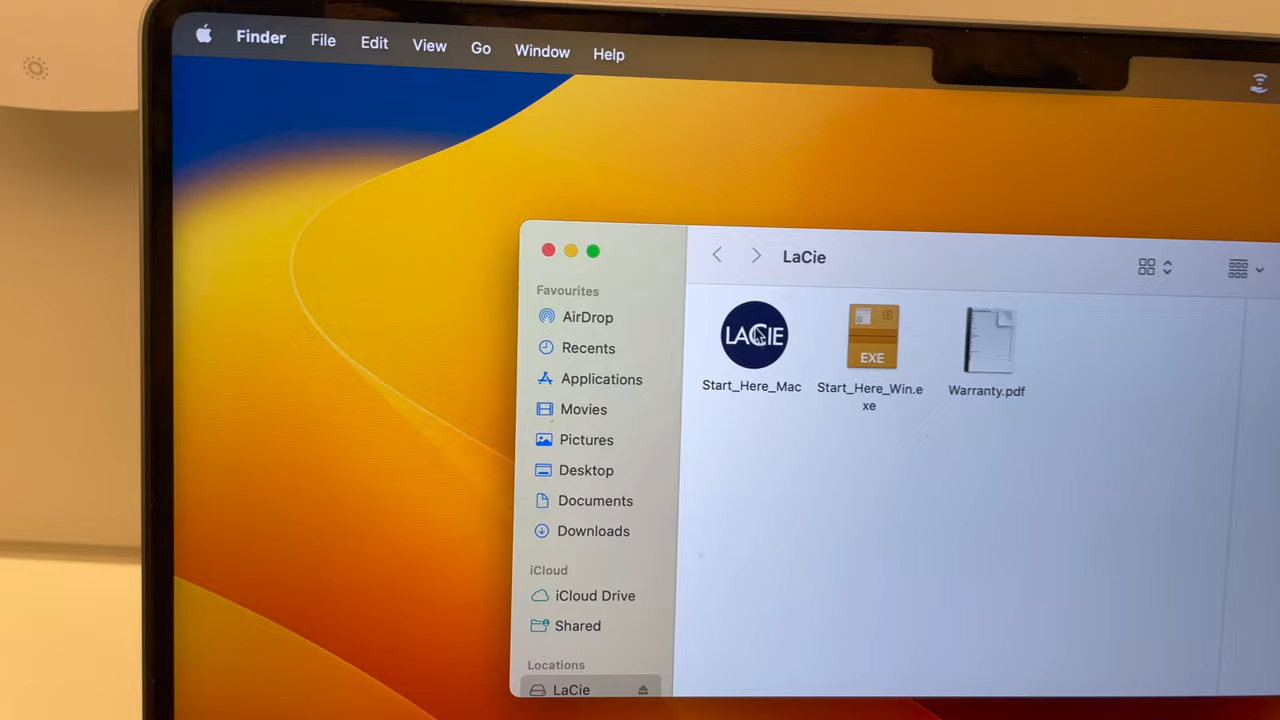 Finder File Edit View Go Window Help
LaCie
Favourites
AirDrop
Recents
Applications
Movies
Pictures
Desktop
Documents
Downloads
iCloud
iCloud Drive
Shared
Locations
LaCie
LACIE
Start_Here_Mac
EXE
Start_Here_Win.e
xe
Warranty.pdf